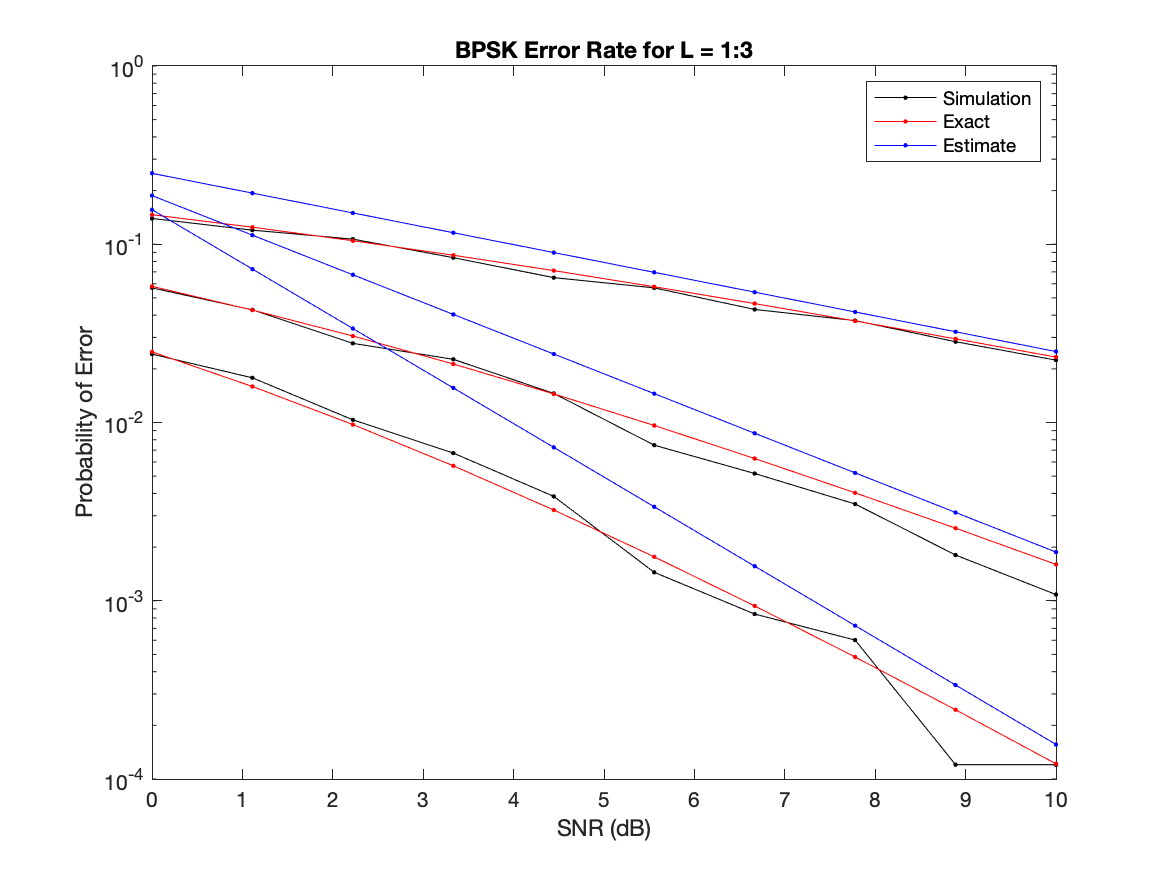 BPSK Error Rate for L = 1:3
Simulation
Exact
Estimate
Probability of Error
10^0
10^-1
10^-2
10^-3
10^-4
0 1 2 3 4 5 6 7 8 9 10
SNR (dB)